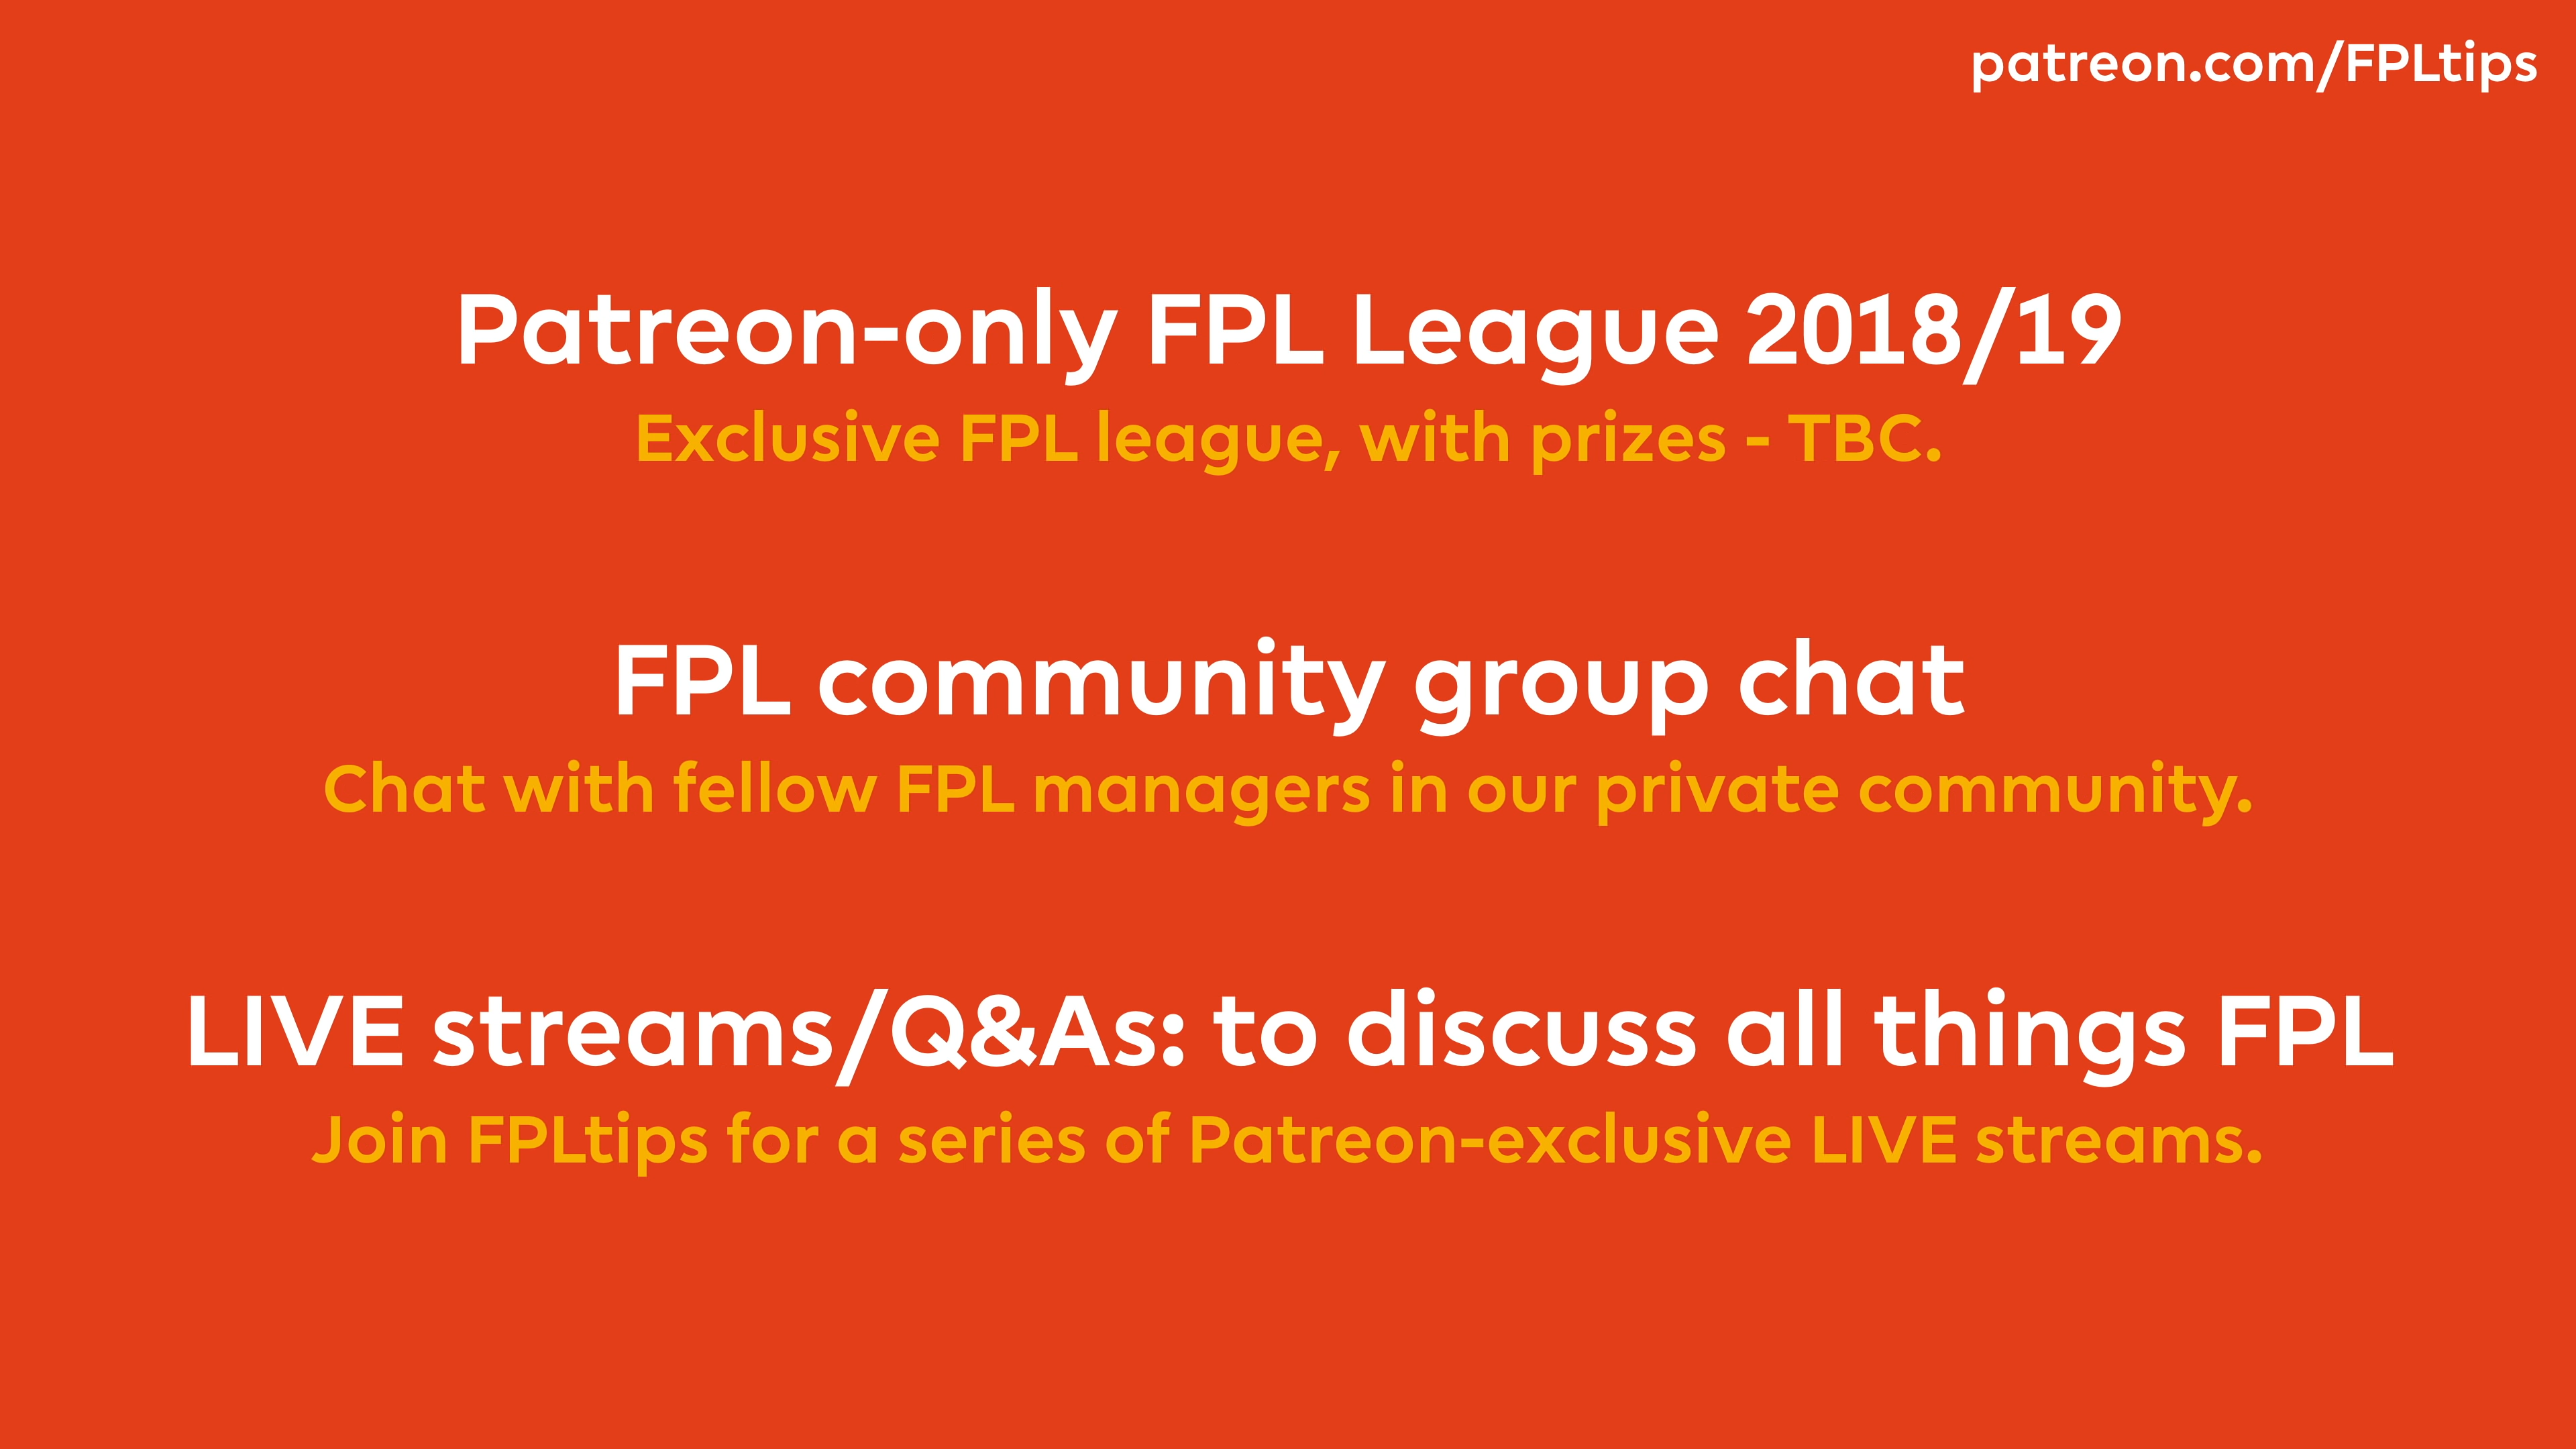 patreon.com/FPLtips
Patreon-only FPL League 2018/19
Exclusive FPL league, with prizes - TBC.
FPL community group chat
Chat with fellow FPL managers in our private community.
LIVE streams/Q&As: to discuss all things FPL
Join FPLtips for a series of Patreon-exclusive LIVE streams.